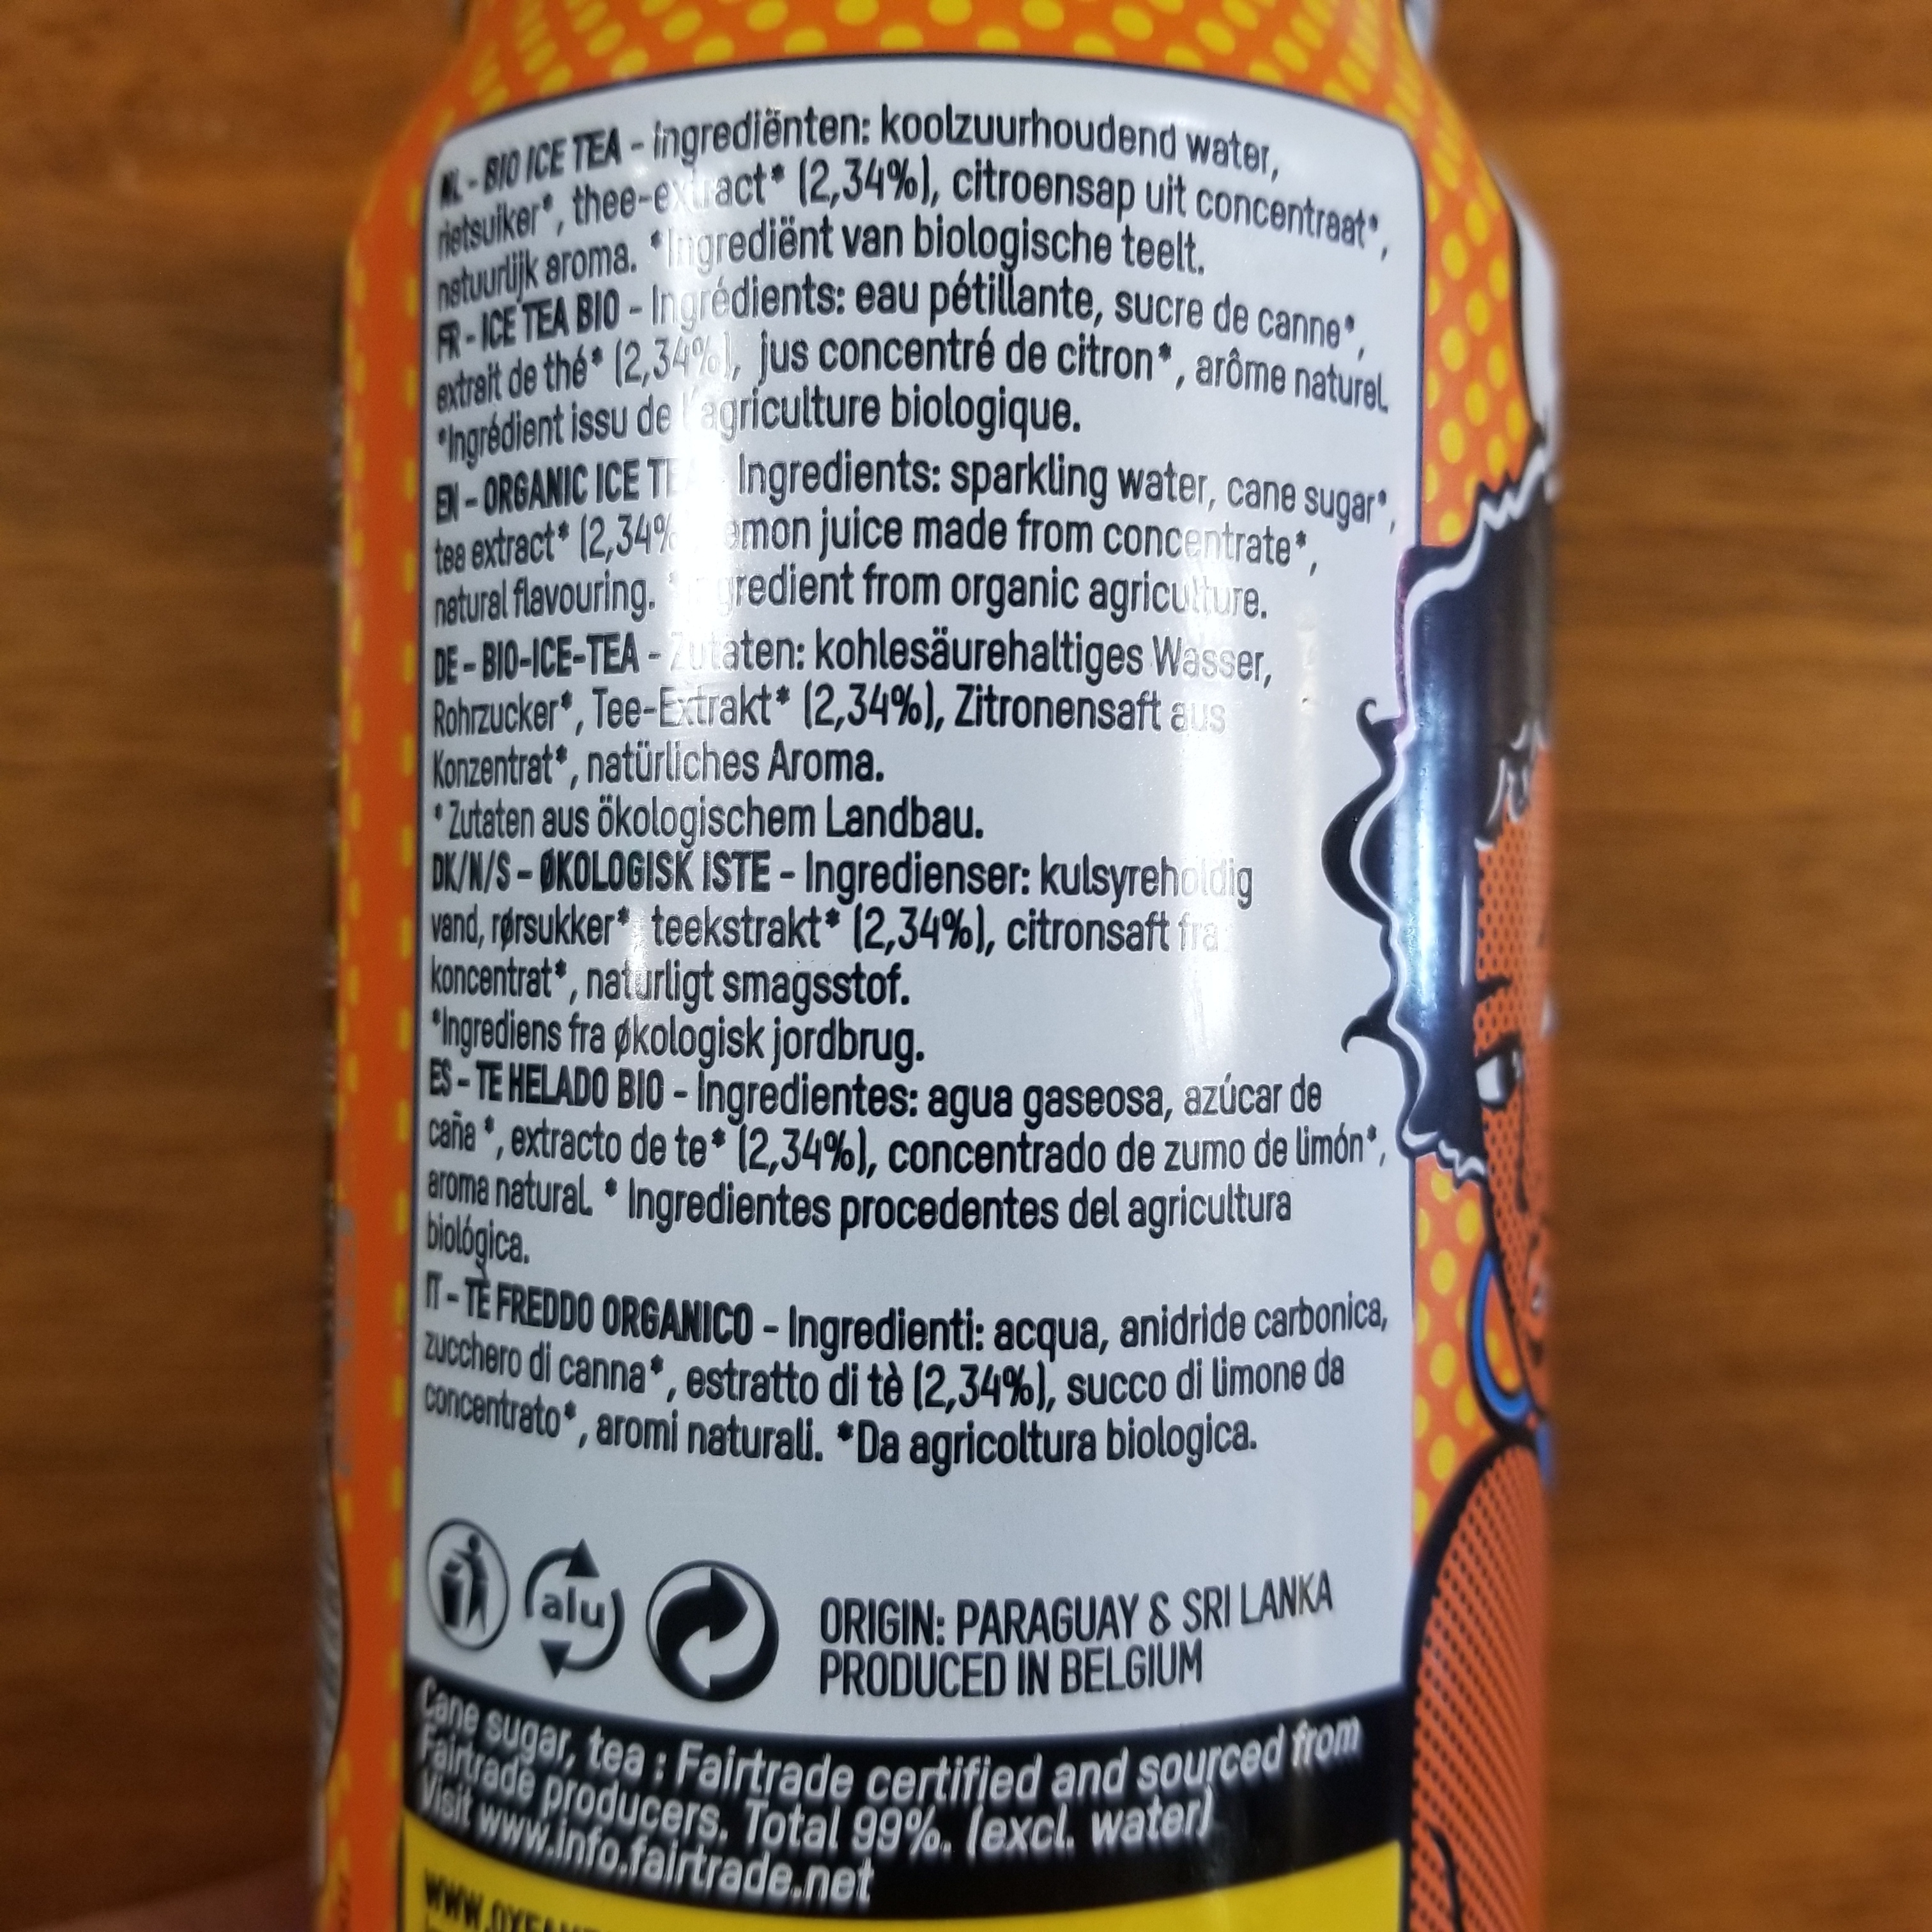 NL - BIO ICE TEA - Ingrediënten: koolzuurhoudend water,
rietsuiker*, thee-extract* (2,34%), citroensap uit concentraat*,
natuurlijk aroma. *Ingrediënt van biologische teelt.
FR - ICE TEA BIO - Ingrédients: eau pétillante, sucre de canne*,
extrait de thé* (2,34%), jus concentré de citron*, arôme naturel.
*Ingrédient issu de l'agriculture biologique.
EN - ORGANIC ICE TEA - Ingredients: sparkling water, cane sugar*,
tea extract* (2,34%), lemon juice made from concentrate*,
natural flavouring. *Ingredient from organic agriculture.
DE - BIO-ICE-TEA - Zutaten: kohlesäurehaltiges Wasser,
Rohrzucker*, Tee-Extrakt* (2,34%), Zitronensaft aus
Konzentrat*, natürliches Aroma.
* Zutaten aus ökologischem Landbau.
DK/N/S - ØKOLOGISK ISTE - Ingredienser: kulsyreholdig
vand, rørsukker*, teekstrakt* (2,34%), citronsaft fra
koncentrat*, naturligt smagsstof.
*Ingrediens fra økologisk jordbrug.
ES - TE HELADO BIO - Ingredientes: agua gaseosa, azúcar de
caña *, extracto de te* (2,34%), concentrado de zumo de limón*,
aroma natural. * Ingredientes procedentes del agricultura
biológica.
IT - TÈ FREDDO ORGANICO - Ingredienti: acqua, anidride carbonica,
zucchero di canna*, estratto di tè (2,34%), succo di limone da
concentrato*, aromi naturali. *Da agricoltura biologica.
alu
ORIGIN: PARAGUAY & SRI LANKA
PRODUCED IN BELGIUM
Cane sugar, tea : Fairtrade certified and sourced from
Fairtrade producers. Total 99%. (excl. water)
Visit www.info.fairtrade.net